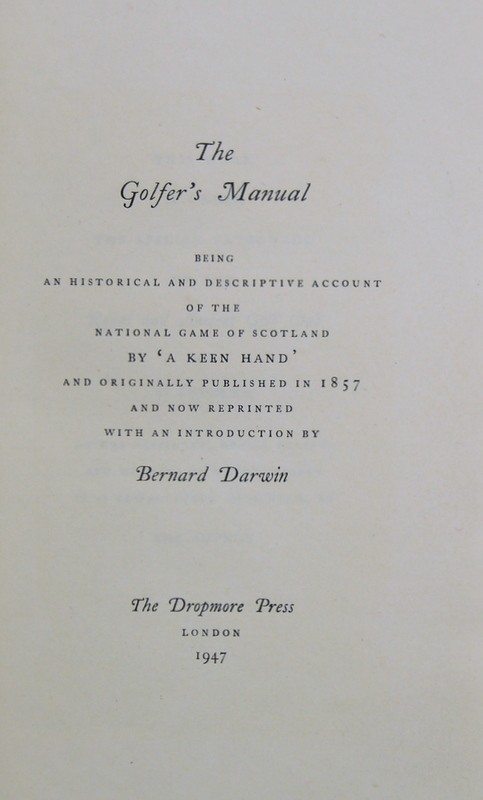 The
Golfer's Manual
BEING
AN HISTORICAL AND DESCRIPTIVE ACCOUNT
OF THE
NATIONAL GAME OF SCOTLAND
BY 'A KEEN HAND'
AND ORIGINALLY PUBLISHED IN 1857
AND NOW REPRINTED
WITH AN INTRODUCTION BY
Bernard Darwin
The Dropmore Press
LONDON
1947